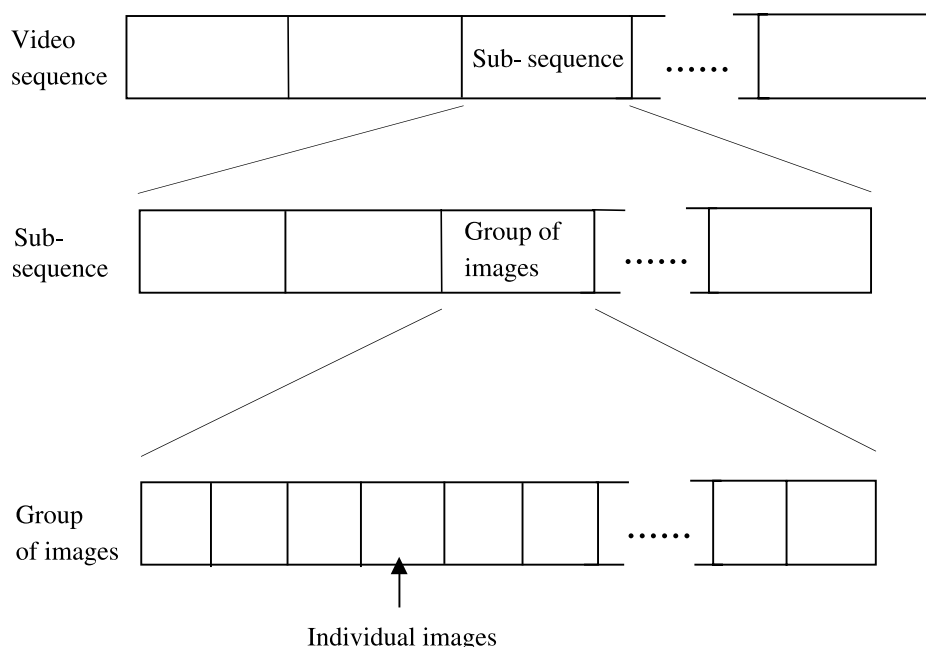 Video
sequence
Sub- sequence
......
Sub-
sequence
Group of
images
......
Group
of images
......
Individual images